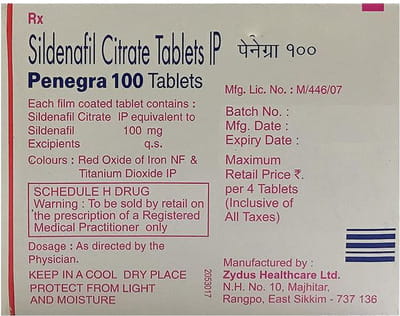 Rx
Sildenafil Citrate Tablets IP पेनेग्रा १००
Penegra 100 Tablets
Mfg. Lic. No. : M/446/07
Each film coated tablet contains :
Sildenafil Citrate IP equivalent to
Sildenafil 100 mg
Excipients q.s.
Colours : Red Oxide of Iron NF &
Titanium Dioxide IP
SCHEDULE H DRUG
Warning : To be sold by retail on
the prescription of a Registered
Medical Practitioner only
Dosage : As directed by the
Physician.
KEEP IN A COOL DRY PLACE
PROTECT FROM LIGHT
AND MOISTURE
2053017
Batch No. :
Mfg. Date :
Expiry Date :
Maximum
Retail Price ₹.
per 4 Tablets
(Inclusive of
All Taxes)
Manufactured by :
Zydus Healthcare Ltd.
N.H. No. 10, Majhitar,
Rangpo, East Sikkim - 737 136